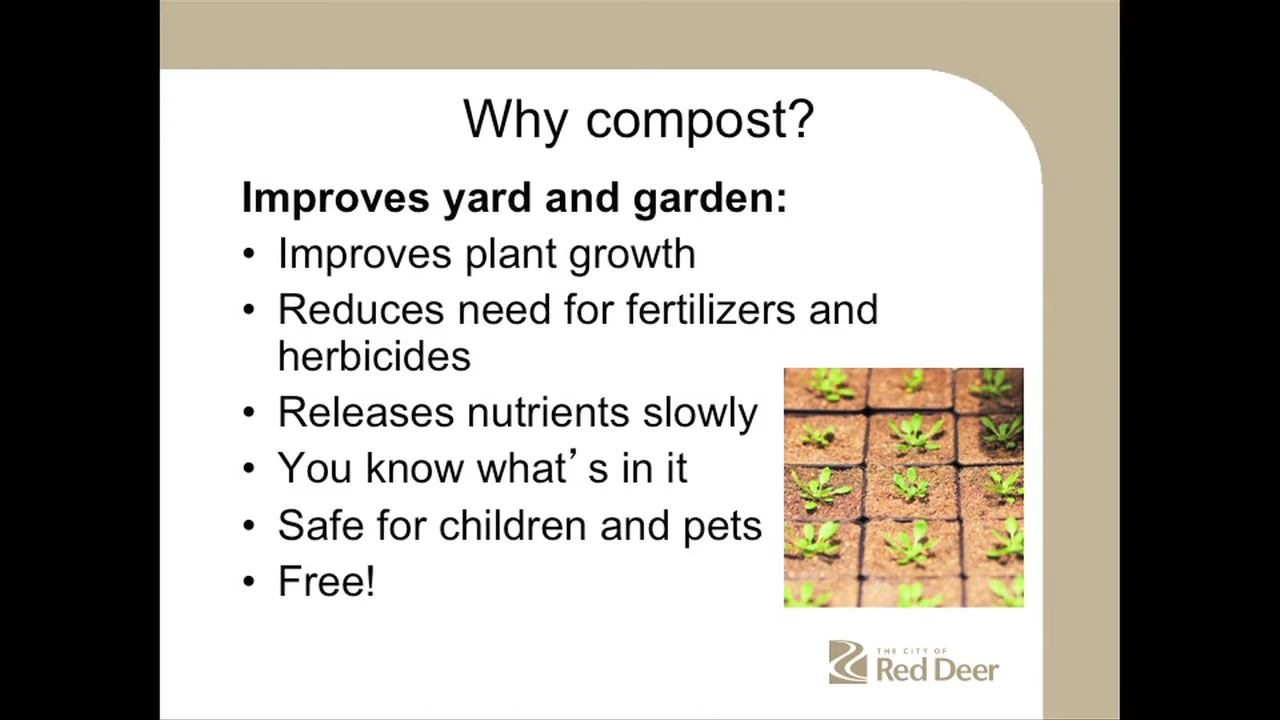 Why compost?
Improves yard and garden:
• Improves plant growth
• Reduces need for fertilizers and
herbicides
• Releases nutrients slowly
• You know what’s in it
• Safe for children and pets
• Free!
THE CITY OF
Red Deer